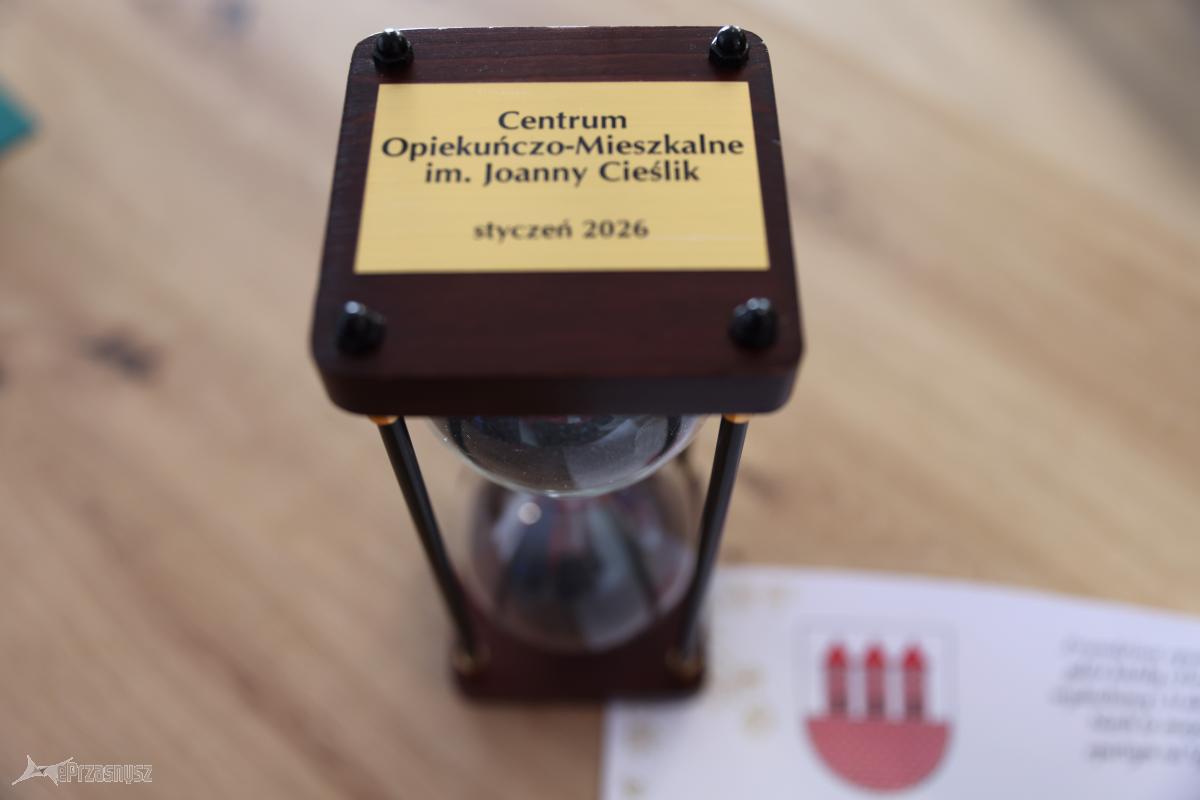 Centrum
Opiekuńczo-Mieszkalne
im. Joanny Cieślik
styczeń 2026
ePrzasnysz